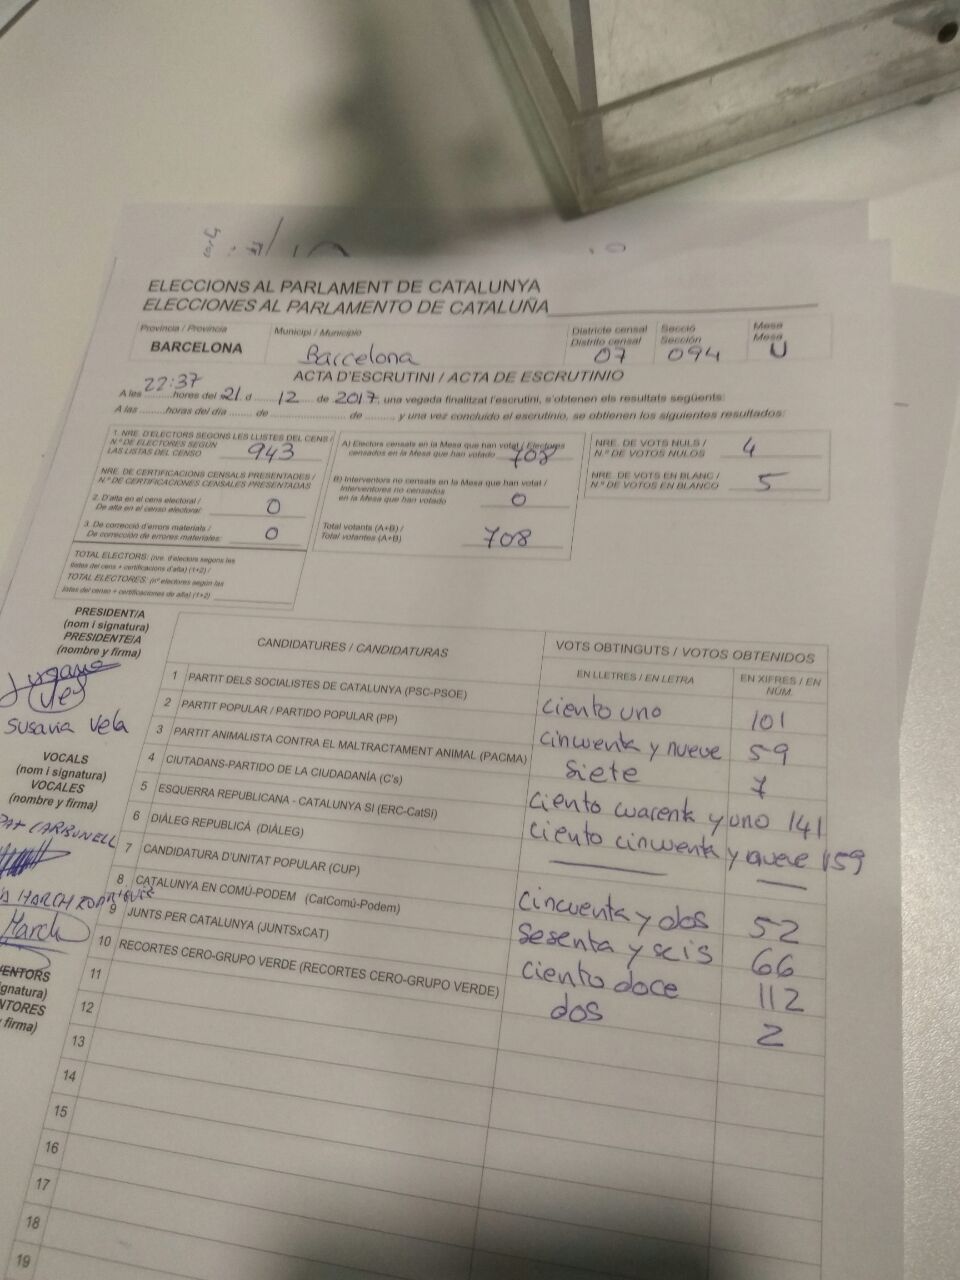 ELECCIONS AL PARLAMENT DE CATALUNYA
ELECCIONES AL PARLAMENTO DE CATALUÑA
Província / Provincia
BARCELONA
Municipi / Municipio
Barcelona
Districte censal
Distrito censal
07
Secció
Sección
094
Mesa
Mesa
U
ACTA D'ESCRUTINI / ACTA DE ESCRUTINIO
A les 22:37 hores del 21 d 12 de 2017, una vegada finalitzat l'escrutini, s'obtenen els resultats següents:
A las ........ horas del día ........ de ........ de ........ y una vez concluido el escrutinio, se obtienen los siguientes resultados:
1. NRE. D'ELECTORS SEGONS LES LLISTES DEL CENS /
N.º DE ELECTORES SEGÚN
LAS LISTAS DEL CENSO 943
NRE. DE CERTIFICACIONS CENSALS PRESENTADES /
N.º DE CERTIFICACIONES CENSALES PRESENTADAS
2. D'alta en el cens electoral /
De alta en el censo electoral: 0
3. De correcció d'errors materials /
De corrección de errores materiales: 0
TOTAL ELECTORS: (nre. d'electors segons les
llistes del cens + certificacions d'alta) (1+2) /
TOTAL ELECTORES: (nº electores según las
listas del censo + certificaciones de alta) (1+2)
A) Electors censats en la Mesa que han votat / Electores
censados en la Mesa que han votado 708
B) Interventors no censats en la Mesa que han votat /
Interventores no censados
en la Mesa que han votado 0
Total votants (A+B) /
Total votantes (A+B) 708
NRE. DE VOTS NULS /
N.º DE VOTOS NULOS 4
NRE. DE VOTS EN BLANC /
N.º DE VOTOS EN BLANCO 5
PRESIDENT/A
(nom i signatura)
PRESIDENTE/A
(nombre y firma)
Susana Vela
VOCALS
(nom i signatura)
VOCALES
(nombre y firma)
CARBONELL
MARCH
March
ENTORS
gnatura)
NTORES
firma)
CANDIDATURES / CANDIDATURAS
VOTS OBTINGUTS / VOTOS OBTENIDOS
EN LLETRES / EN LETRA
EN XIFRES / EN NÚM.
1 PARTIT DELS SOCIALISTES DE CATALUNYA (PSC-PSOE) Ciento uno 101
2 PARTIT POPULAR / PARTIDO POPULAR (PP) cincuenta y nueve 59
3 PARTIT ANIMALISTA CONTRA EL MALTRACTAMENT ANIMAL (PACMA) siete 7
4 CIUTADANS-PARTIDO DE LA CIUDADANÍA (C's) Ciento cuarenta y uno 141
5 ESQUERRA REPUBLICANA - CATALUNYA SI (ERC-CatSí) ciento cincuenta y nueve 159
6 DIÀLEG REPUBLICÀ (DIÀLEG)
7 CANDIDATURA D'UNITAT POPULAR (CUP) cincuenta y dos 52
8 CATALUNYA EN COMÚ-PODEM (CatComú-Podem) sesenta y seis 66
9 JUNTS PER CATALUNYA (JUNTSxCAT) ciento doce 112
10 RECORTES CERO-GRUPO VERDE (RECORTES CERO-GRUPO VERDE) dos 2
11
12
13
14
15
16
17
18
19